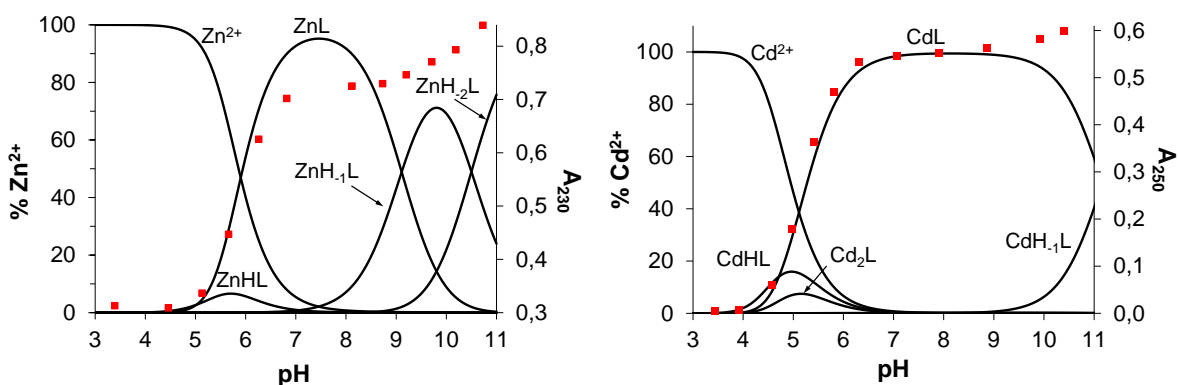 % Zn²⁺
100
80
60
40
20
0
Zn²⁺
ZnL
ZnHL
ZnH₋₁L
ZnH₋₂L
0,8
0,7
0,6
0,5
0,4
0,3
A₂₃₀
3 4 5 6 7 8 9 10 11
pH
% Cd²⁺
100
80
60
40
20
0
Cd²⁺
CdL
CdHL
Cd₂L
CdH₋₁L
0,6
0,5
0,4
0,3
0,2
0,1
0,0
A₂₅₀
3 4 5 6 7 8 9 10 11
pH